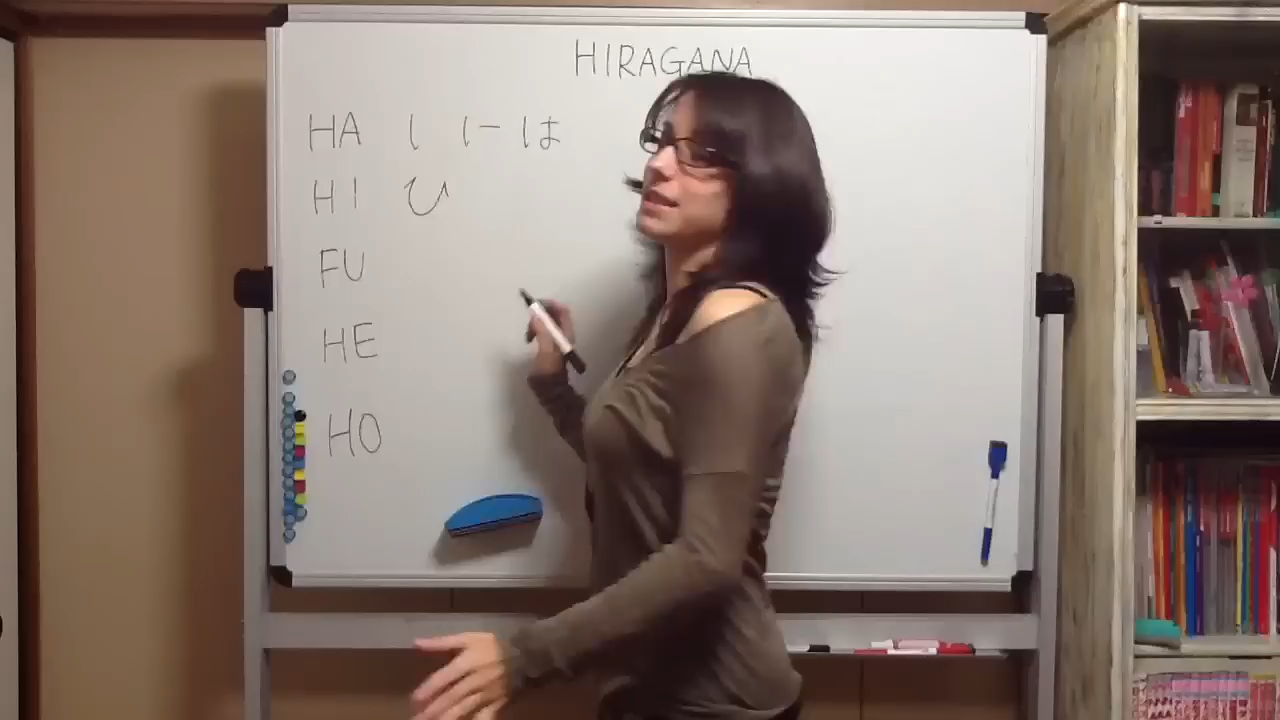 HIRAGANA
HA し に は
HI ひ
FU
HE
HO